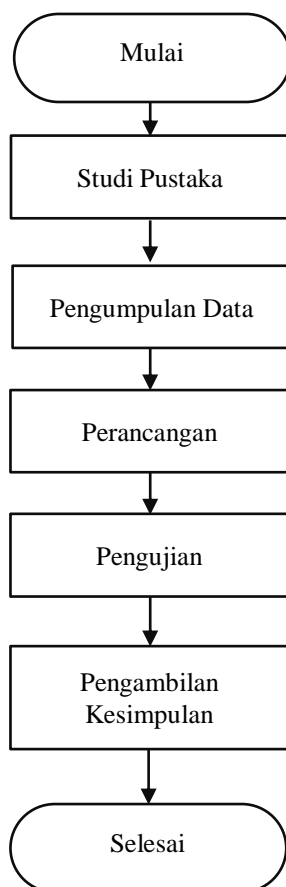 Mulai
Studi Pustaka
Pengumpulan Data
Perancangan
Pengujian
Pengambilan
Kesimpulan
Selesai